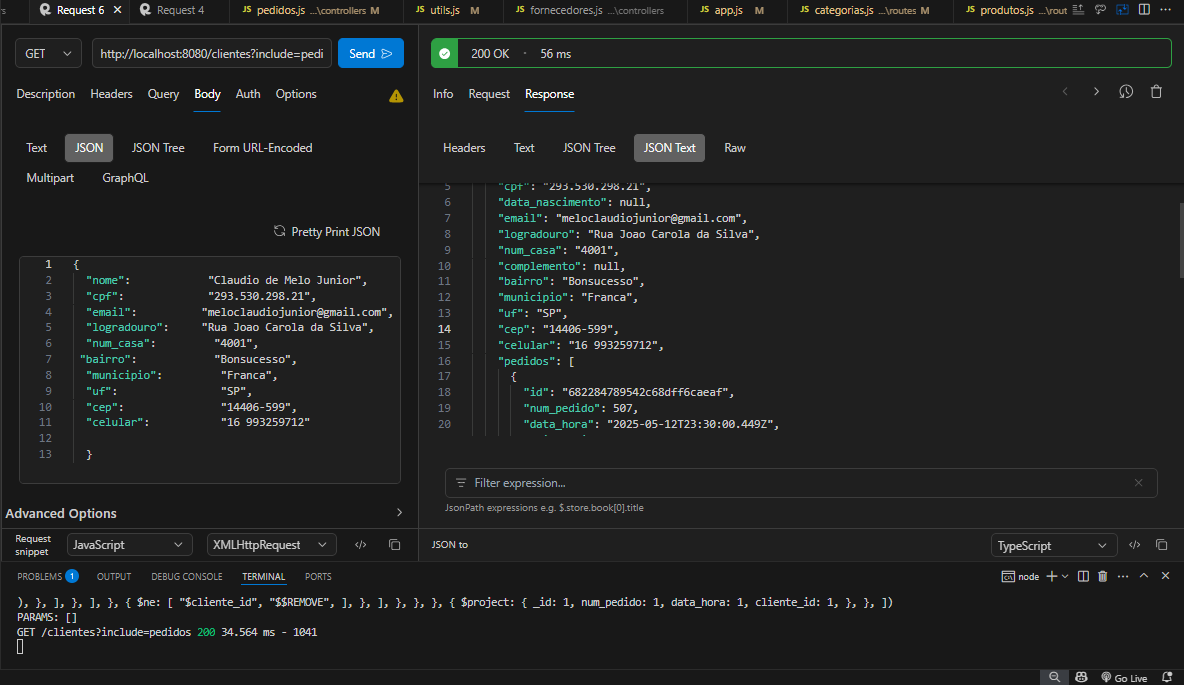 Request 6 Request 4 JS pedidos.js ...\controllers M JS utils.js M JS fornecedores.js ...\controllers JS app.js M JS categorias.js ...\routes M JS produtos.js ...\rout
GET http://localhost:8080/clientes?include=pedi Send
200 OK · 56 ms
Description Headers Query Body Auth Options
Info Request Response
Text JSON JSON Tree Form URL-Encoded
Multipart GraphQL
Headers Text JSON Tree JSON Text Raw
Pretty Print JSON
1 {
2 "nome": "Claudio de Melo Junior",
3 "cpf": "293.530.298.21",
4 "email": "meloclaudiojunior@gmail.com",
5 "logradouro": "Rua Joao Carola da Silva",
6 "num_casa": "4001",
7 "bairro": "Bonsucesso",
8 "municipio": "Franca",
9 "uf": "SP",
10 "cep": "14406-599",
11 "celular": "16 993259712"
12
13 }
5 "cpf": "293.530.298.21",
6 "data_nascimento": null,
7 "email": "meloclaudiojunior@gmail.com",
8 "logradouro": "Rua Joao Carola da Silva",
9 "num_casa": "4001",
10 "complemento": null,
11 "bairro": "Bonsucesso",
12 "municipio": "Franca",
13 "uf": "SP",
14 "cep": "14406-599",
15 "celular": "16 993259712",
16 "pedidos": [
17 {
18 "id": "682284789542c68dff6caeaf",
19 "num_pedido": 507,
20 "data_hora": "2025-05-12T23:30:00.449Z",
Filter expression...
JsonPath expressions e.g. $.store.book[0].title
Advanced Options
Request snippet JavaScript XMLHttpRequest
JSON to TypeScript
PROBLEMS 1 OUTPUT DEBUG CONSOLE TERMINAL PORTS node
), }, ], }, ], }, { $ne: [ "$cliente_id", "$$REMOVE", ], }, ], }, }, }, { $project: { _id: 1, num_pedido: 1, data_hora: 1, cliente_id: 1, }, }, ])
PARAMS: []
GET /clientes?include=pedidos 200 34.564 ms - 1041
Go Live